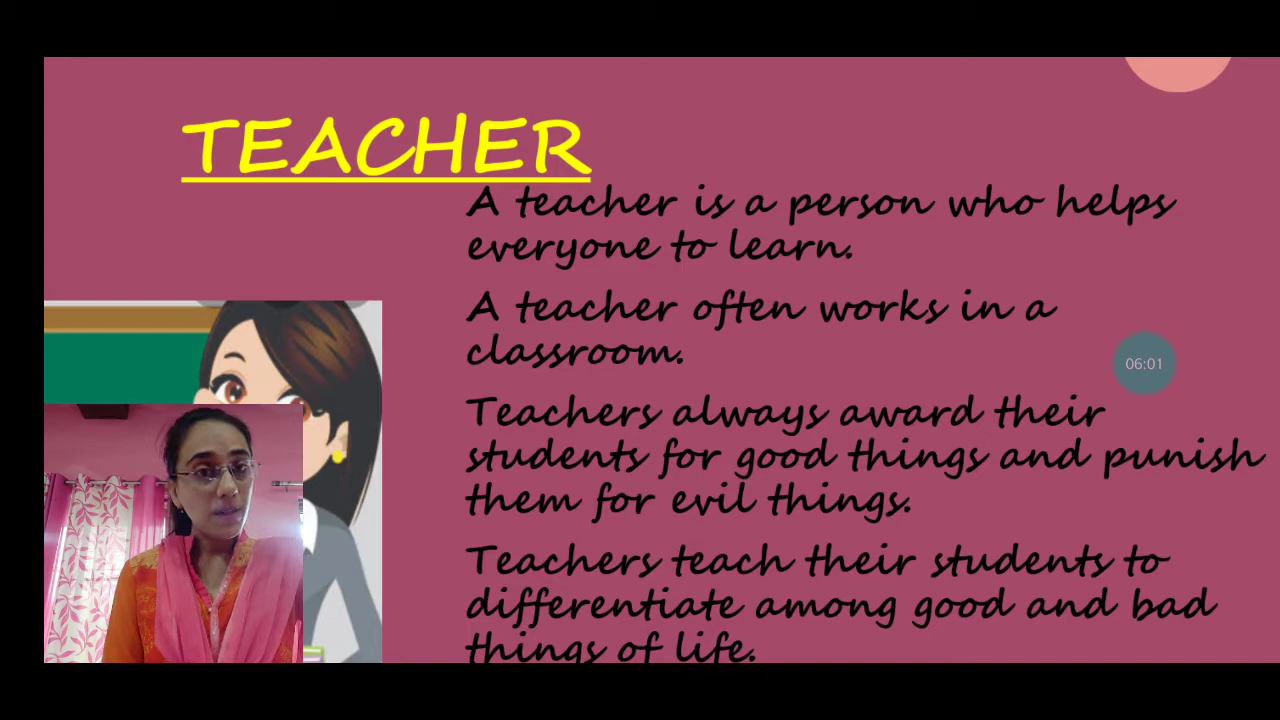 TEACHER
A teacher is a person who helps
everyone to learn.
A teacher often works in a
classroom.
06:01
Teachers always award their
students for good things and punish
them for evil things.
Teachers teach their students to
differentiate among good and bad
things of life.